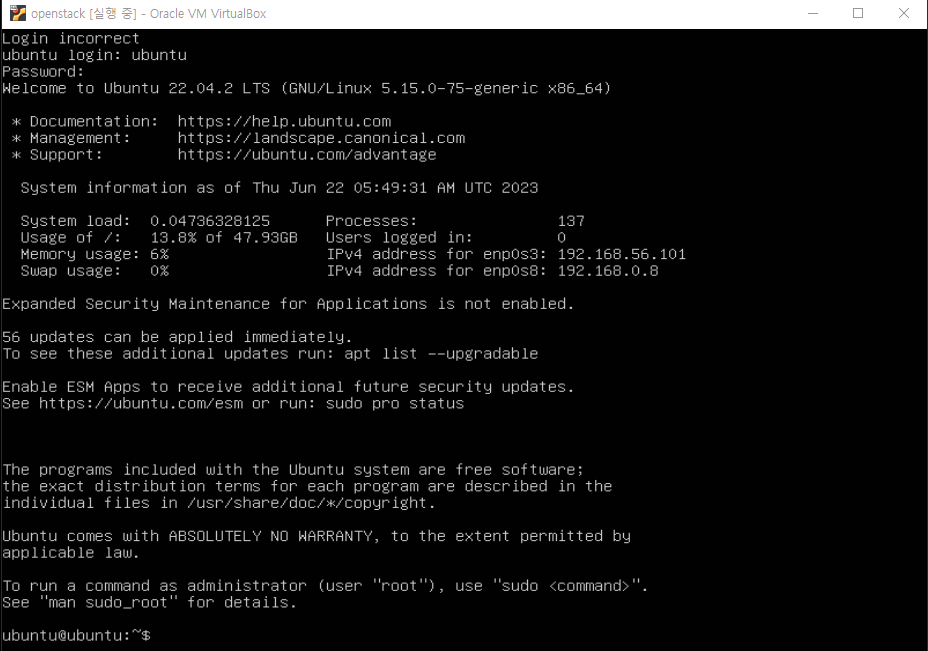 openstack [실행 중] - Oracle VM VirtualBox
Login incorrect
ubuntu login: ubuntu
Password:
Welcome to Ubuntu 22.04.2 LTS (GNU/Linux 5.15.0-75-generic x86_64)
* Documentation:  https://help.ubuntu.com
* Management:     https://landscape.canonical.com
* Support:        https://ubuntu.com/advantage
System information as of Thu Jun 22 05:49:31 AM UTC 2023
System load:  0.04736328125      Processes:               137
Usage of /:   13.8% of 47.93GB   Users logged in:         0
Memory usage: 6%                 IPv4 address for enp0s3: 192.168.56.101
Swap usage:   0%                 IPv4 address for enp0s8: 192.168.0.8
Expanded Security Maintenance for Applications is not enabled.
56 updates can be applied immediately.
To see these additional updates run: apt list --upgradable
Enable ESM Apps to receive additional future security updates.
See https://ubuntu.com/esm or run: sudo pro status
The programs included with the Ubuntu system are free software;
the exact distribution terms for each program are described in the
individual files in /usr/share/doc/*/copyright.
Ubuntu comes with ABSOLUTELY NO WARRANTY, to the extent permitted by
applicable law.
To run a command as administrator (user "root"), use "sudo <command>".
See "man sudo_root" for details.
ubuntu@ubuntu:~$